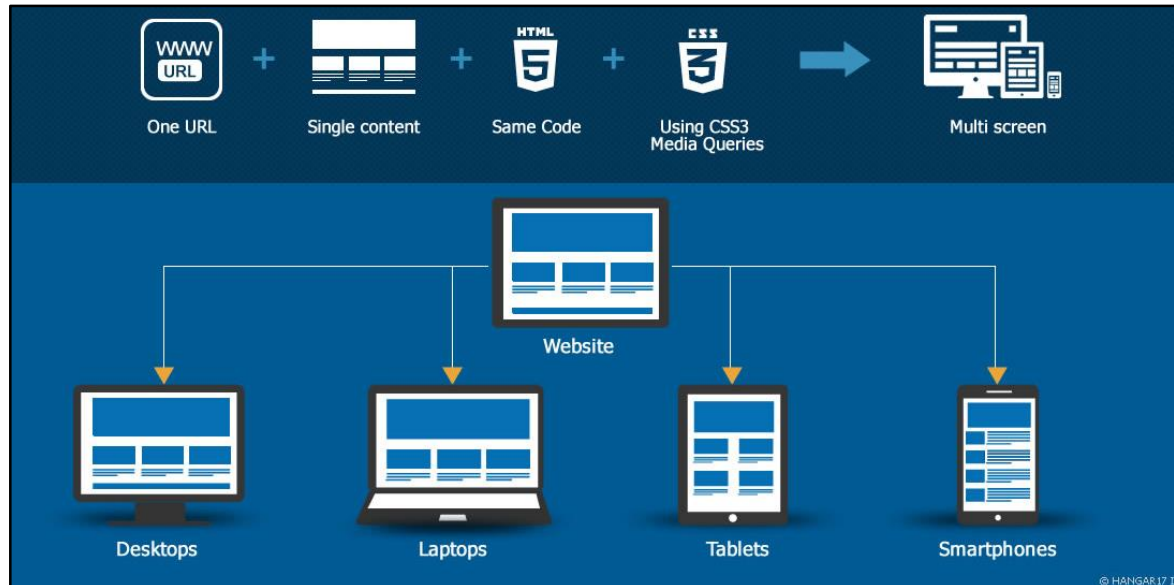 WWW
URL
HTML
5
CSS
3
One URL
Single content
Same Code
Using CSS3
Media Queries
Multi screen
Website
Desktops
Laptops
Tablets
Smartphones
© HANGAR17